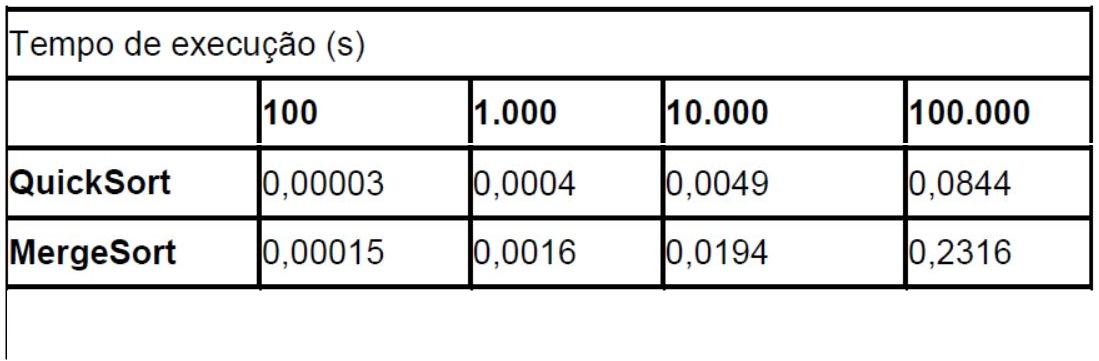 Tempo de execução (s)
100 1.000 10.000 100.000
QuickSort 0,00003 0,0004 0,0049 0,0844
MergeSort 0,00015 0,0016 0,0194 0,2316